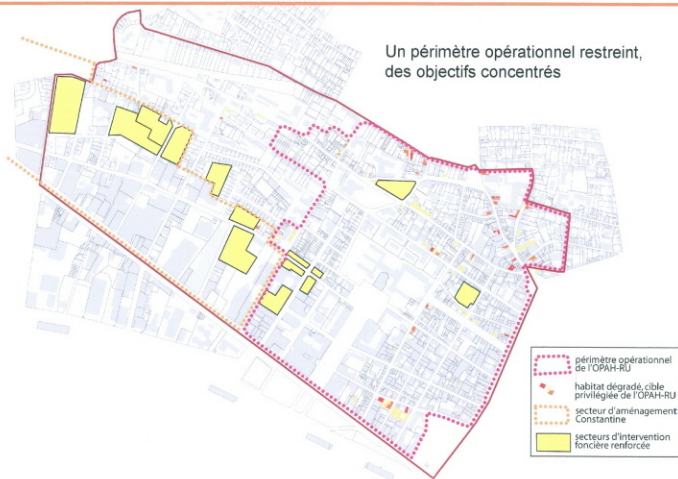 Un périmètre opérationnel restreint,
des objectifs concentrés
périmètre opérationnel
de l'OPAH-RU
habitat dégradé, cible
privilégiée de l'OPAH-RU
secteur d'aménagement
Constantine
secteurs d'intervention
foncière renforcée